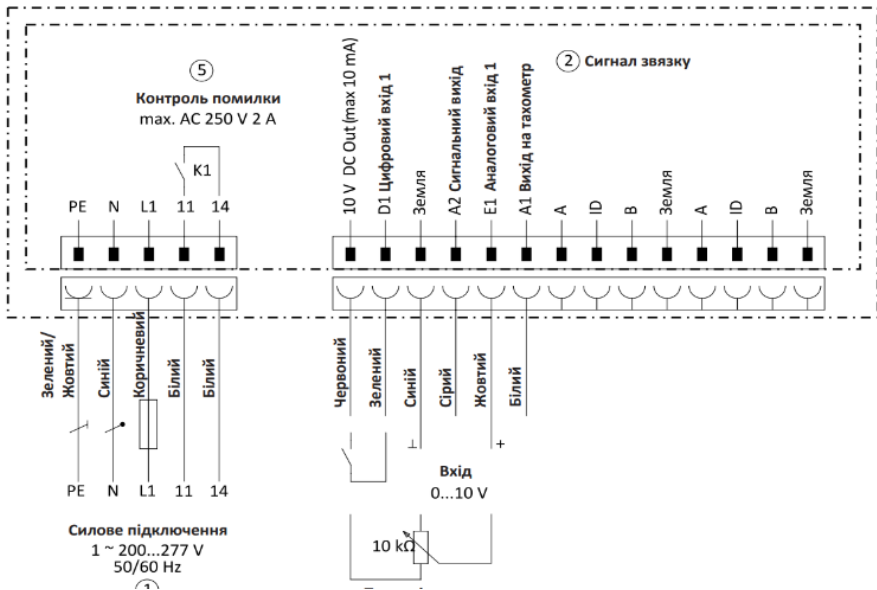 5
Контроль помилки
max. AC 250 V 2 A
K1
2 Сигнал звязку
PE
N
L1
11
14
10 V DC Out (max 10 mA)
D1 Цифровий вхід 1
Земля
A2 Сигнальний вихід
E1 Аналоговий вхід 1
A1 Вихід на тахометр
A
ID
B
Земля
A
ID
B
Земля
Зелений/
Жовтий
Синій
Коричневий
Білий
Білий
Червоний
Зелений
Синій
Сірий
Жовтий
Білий
+
Вхід
0...10 V
PE
N
L1
11
14
Силове підключення
1 ~ 200...277 V
50/60 Hz
1
10 kΩ